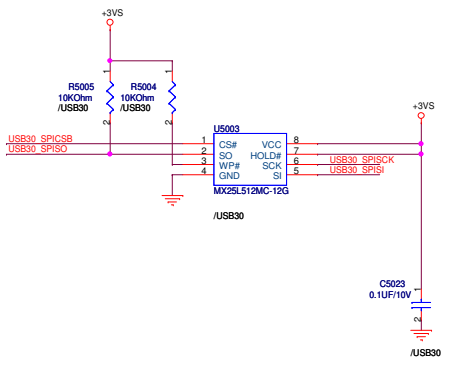 +3VS
R5005
10KOhm
/USB30
R5004
10KOhm
/USB30
1
1
2
2
+3VS
U5003
USB30_SPICSB
USB30_SPISO
1 CS# VCC 8
2 SO HOLD# 7
3 WP# SCK 6
4 GND SI 5
USB30_SPISCK
USB30_SPISI
MX25L512MC-12G
/USB30
C5023
0.1UF/10V
1
2
/USB30